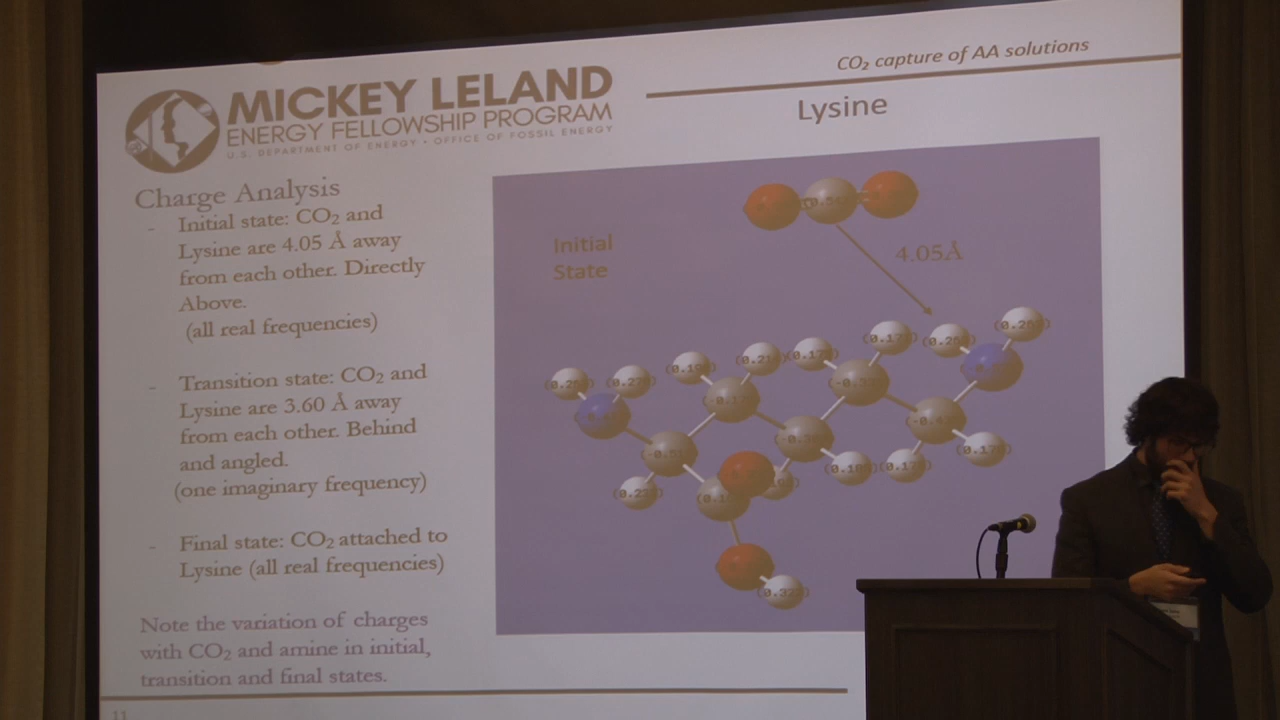 CO₂ capture of AA solutions
MICKEY LELAND
ENERGY FELLOWSHIP PROGRAM
U.S. DEPARTMENT OF ENERGY • OFFICE OF FOSSIL ENERGY
Lysine
Charge Analysis
- Initial state: CO₂ and
Lysine are 4.05 Å away
from each other. Directly
Above.
(all real frequencies)
- Transition state: CO₂ and
Lysine are 3.60 Å away
from each other. Behind
and angled.
(one imaginary frequency)
- Final state: CO₂ attached to
Lysine (all real frequencies)
Note the variation of charges
with CO₂ and amine in initial,
transition and final states.
Initial
State
4.05Å
11